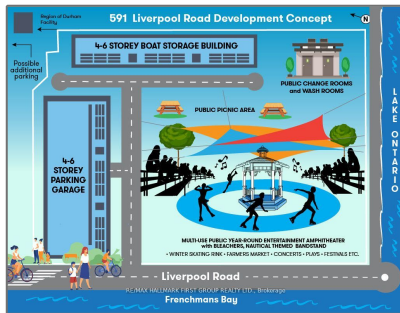 591 Liverpool Road Development Concept
Region of Durham
Facility
N
4-6 STOREY BOAT STORAGE BUILDING
Possible
additional
parking
PUBLIC CHANGE ROOMS
and WASH ROOMS
PUBLIC PICNIC AREA
LAKE ONTARIO
4-6
STOREY
PARKING
GARAGE
MULTI-USE PUBLIC YEAR-ROUND ENTERTAINMENT AMPHITHEATER
with BLEACHERS, NAUTICAL THEMED BANDSTAND
• WINTER SKATING RINK • FARMERS MARKET • CONCERTS • PLAYS • FESTIVALS ETC.
Liverpool Road
RE/MAX HALLMARK FIRST GROUP REALTY LTD., Brokerage
Frenchmans Bay